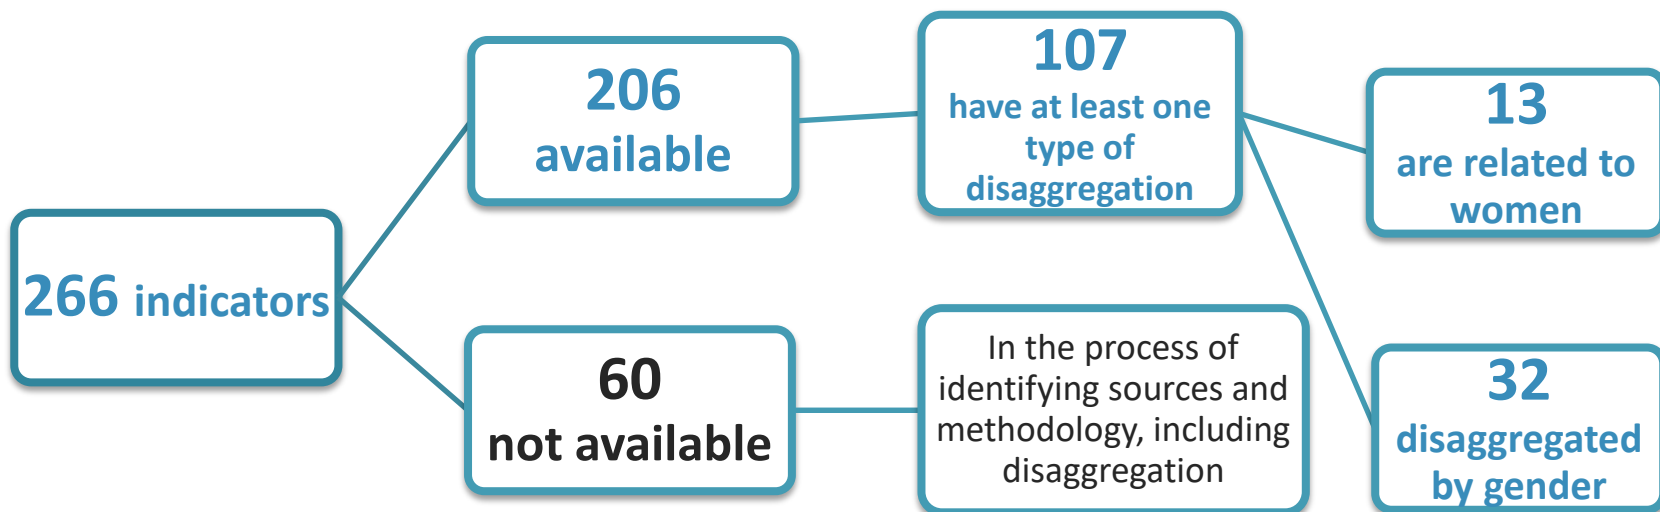 266 indicators
206
available
60
not available
107
have at least one
type of
disaggregation
In the process of
identifying sources and
methodology, including
disaggregation
13
are related to
women
32
disaggregated
by gender